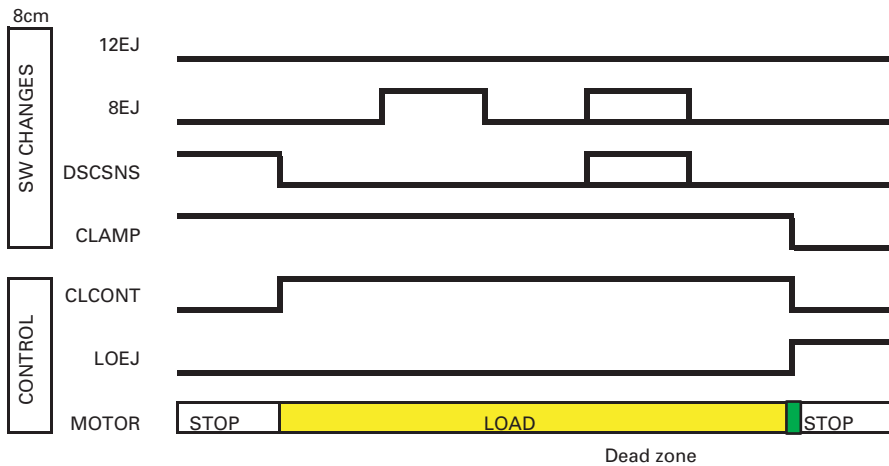 8cm
SW CHANGES
12EJ
8EJ
DSCSNS
CLAMP
CONTROL
CLCONT
LOEJ
MOTOR STOP LOAD STOP
Dead zone